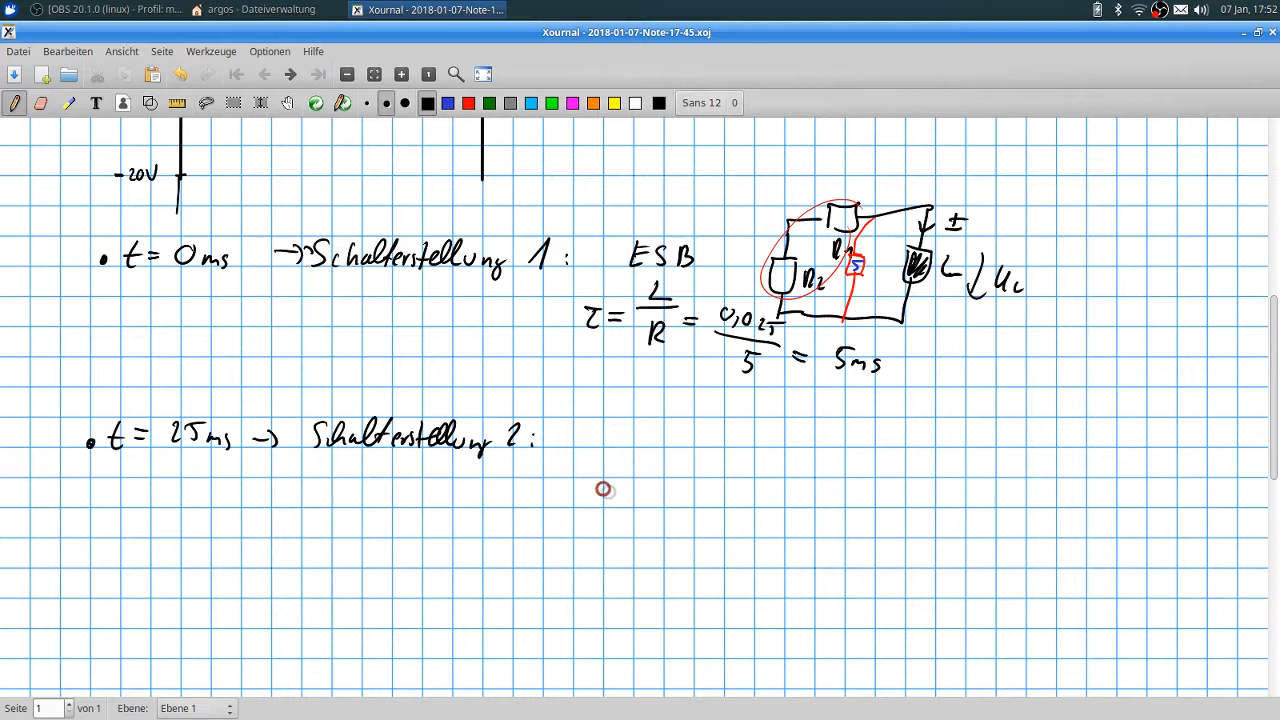 [OBS 20.1.0 (linux) - Profil: m...
argos - Dateiverwaltung
Xournal - 2018-01-07-Note-1...
07 Jan, 17:52
Xournal - 2018-01-07-Note-17-45.xoj
Datei Bearbeiten Ansicht Seite Werkzeuge Optionen Hilfe
Sans 12 0
-20V
• t = 0ms → Schalterstellung 1: ESB
R1
R2
5
L
±
τ = L/R = 0,025/5 = 5ms
• t = 25ms → Schalterstellung 2:
Seite 1 von 1 Ebene: Ebene 1